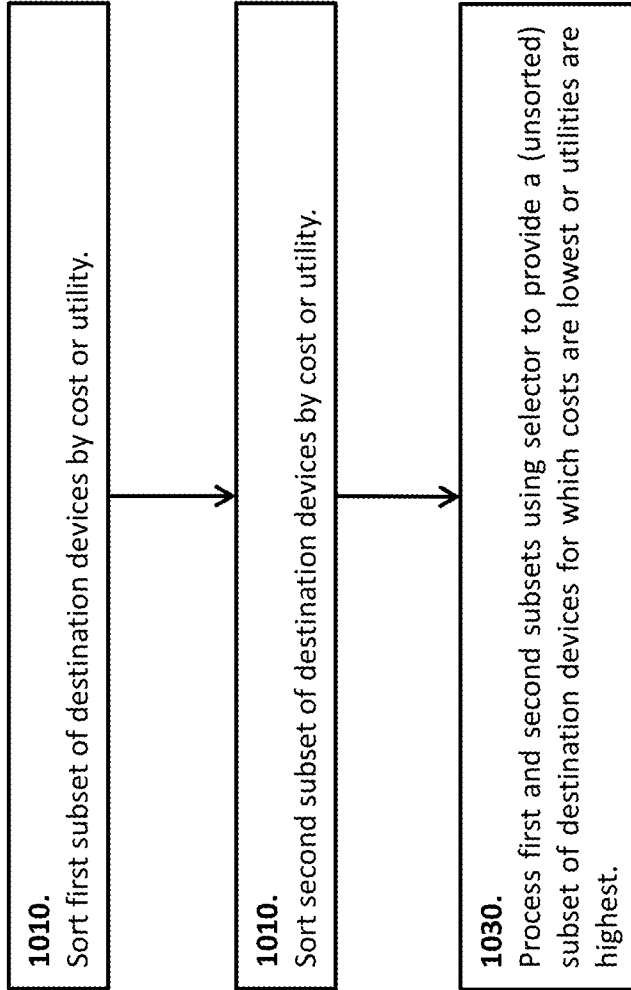 1010.
Sort first subset of destination devices by cost or utility.
1010.
Sort second subset of destination devices by cost or utility.
1030.
Process first and second subsets using selector to provide a (unsorted)
subset of destination devices for which costs are lowest or utilities are
highest.